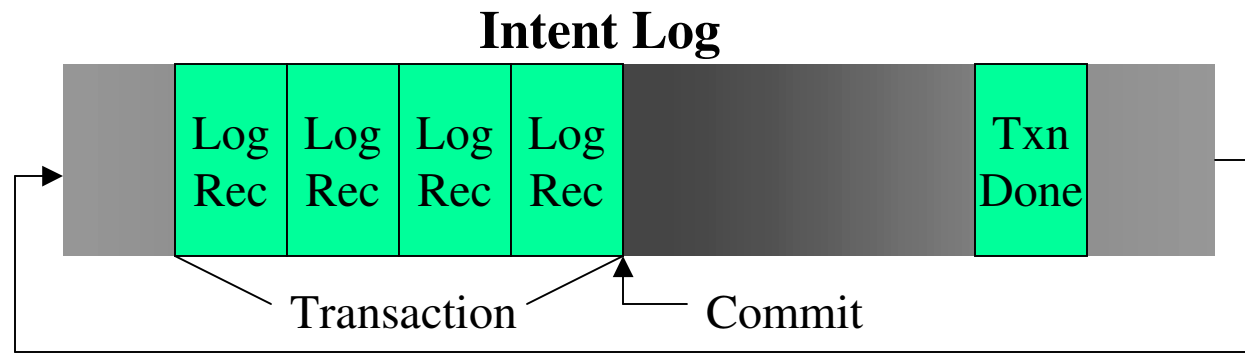 Intent Log
Log Log Log Log Txn
Rec Rec Rec Rec Done
Transaction Commit